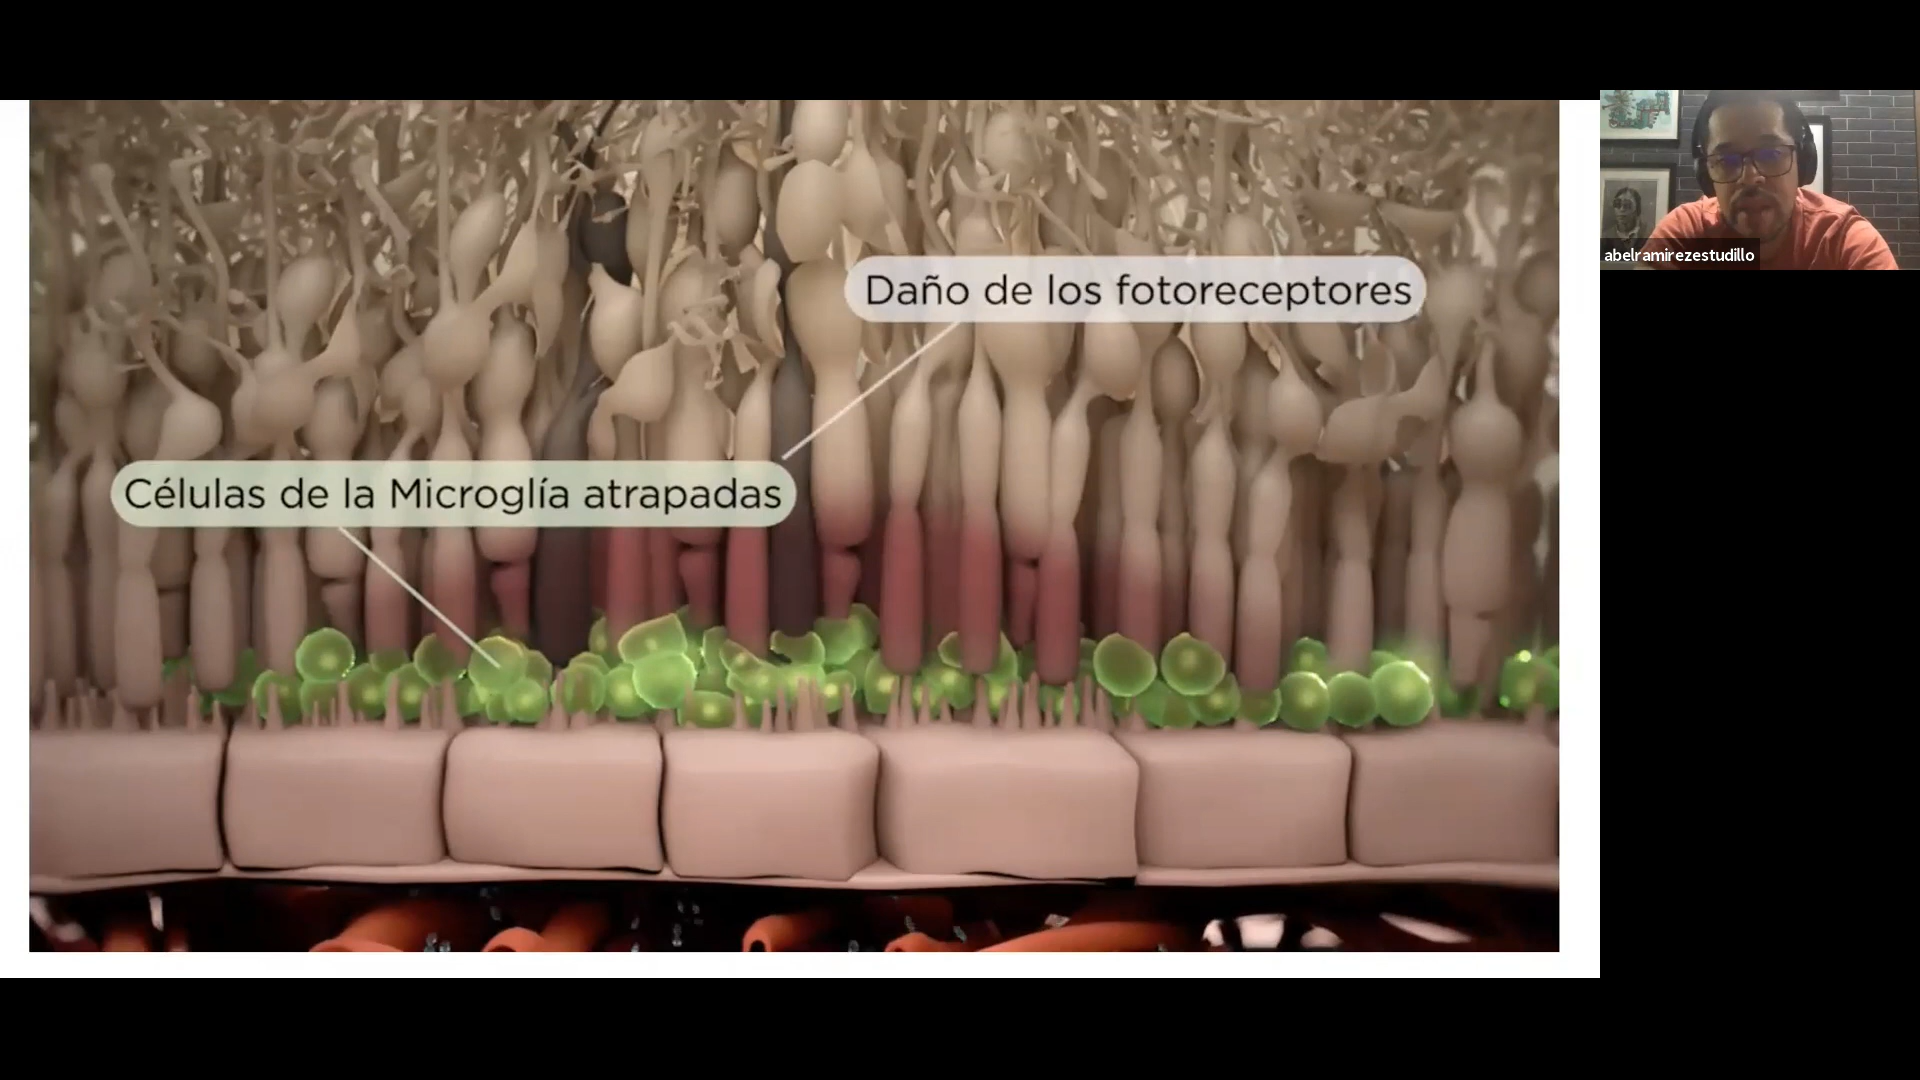 Daño de los fotoreceptores
Células de la Microglía atrapadas
abelramirezestudillo